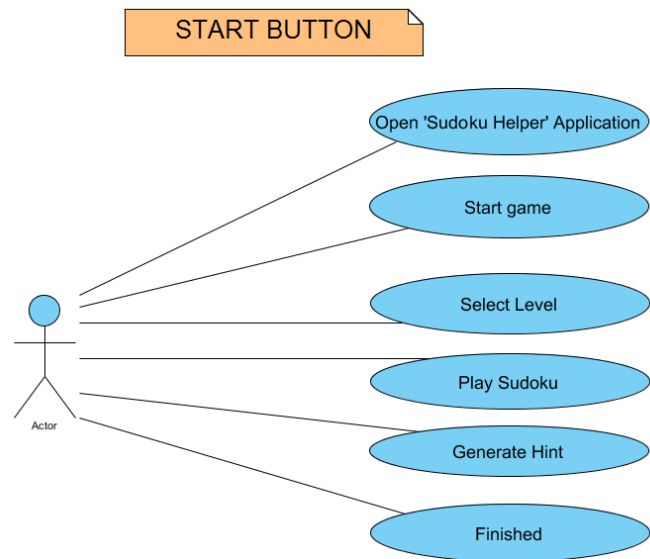 START BUTTON
Open 'Sudoku Helper' Application
Start game
Select Level
Play Sudoku
Actor
Generate Hint
Finished